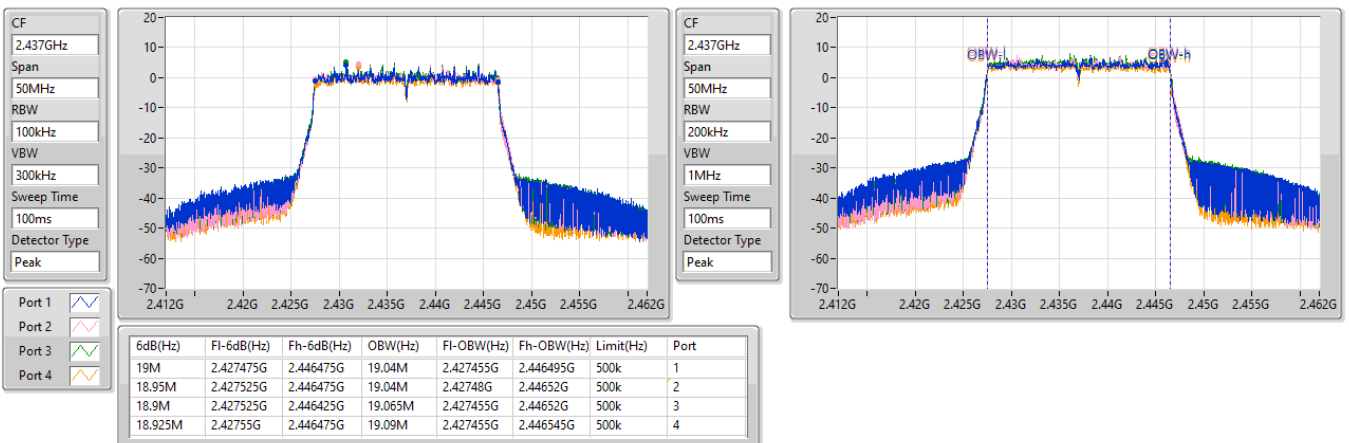 CF
2.437GHz
Span
50MHz
RBW
100kHz
VBW
300kHz
Sweep Time
100ms
Detector Type
Peak
20
10
0
-10
-20
-30
-40
-50
-60
-70
2.412G 2.42G 2.425G 2.43G 2.435G 2.44G 2.445G 2.45G 2.455G 2.462G
CF
2.437GHz
Span
50MHz
RBW
200kHz
VBW
1MHz
Sweep Time
100ms
Detector Type
Peak
20
10
0
-10
-20
-30
-40
-50
-60
-70
OBW-l OBW-h
2.412G 2.42G 2.425G 2.43G 2.435G 2.44G 2.445G 2.45G 2.455G 2.462G
Port 1
Port 2
Port 3
Port 4
6dB(Hz) Fl-6dB(Hz) Fh-6dB(Hz) OBW(Hz) Fl-OBW(Hz) Fh-OBW(Hz) Limit(Hz) Port
19M 2.427475G 2.446475G 19.04M 2.427455G 2.446495G 500k 1
18.95M 2.427525G 2.446475G 19.04M 2.42748G 2.44652G 500k 2
18.9M 2.427525G 2.446425G 19.065M 2.427455G 2.44652G 500k 3
18.925M 2.42755G 2.446475G 19.09M 2.427455G 2.446545G 500k 4